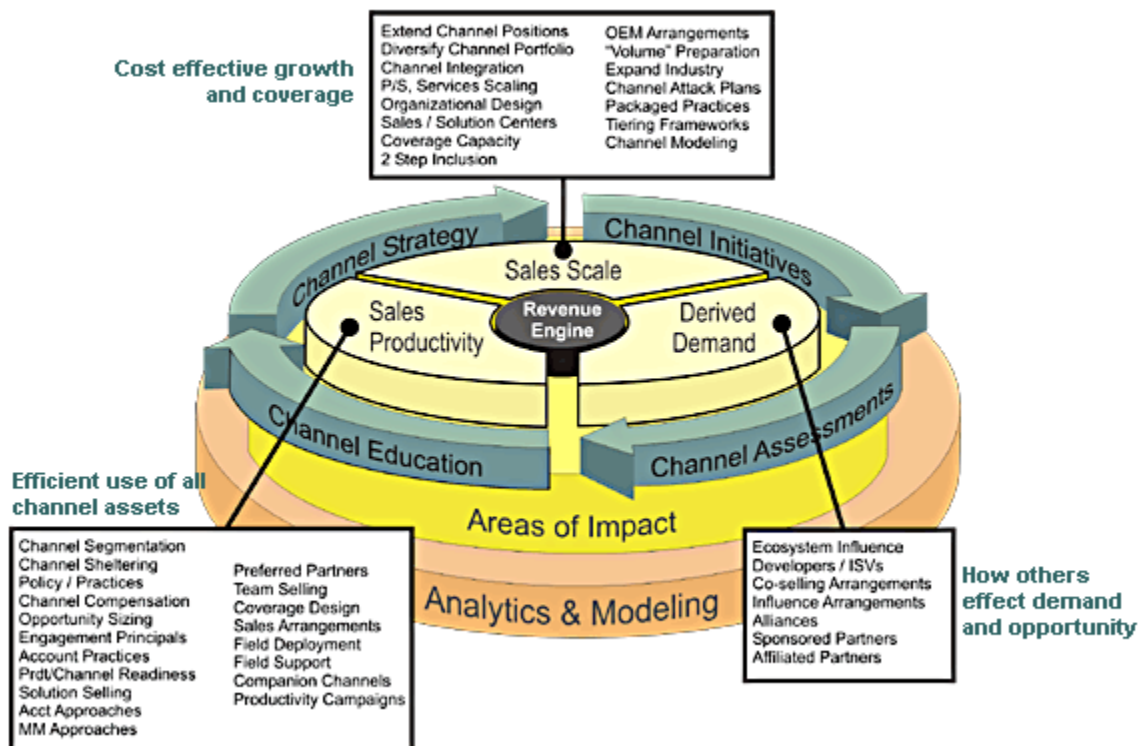 Cost effective growth
and coverage
Extend Channel Positions
Diversify Channel Portfolio
Channel Integration
P/S, Services Scaling
Organizational Design
Sales / Solution Centers
Coverage Capacity
2 Step Inclusion
OEM Arrangements
"Volume" Preparation
Expand Industry
Channel Attack Plans
Packaged Practices
Tiering Frameworks
Channel Modeling
Channel Strategy
Channel Initiatives
Sales Scale
Revenue
Engine
Sales
Productivity
Derived
Demand
Channel Education
Channel Assessments
Areas of Impact
Analytics & Modeling
Efficient use of all
channel assets
Channel Segmentation
Channel Sheltering
Policy / Practices
Channel Compensation
Opportunity Sizing
Engagement Principals
Account Practices
Prdt/Channel Readiness
Solution Selling
Acct Approaches
MM Approaches
Preferred Partners
Team Selling
Coverage Design
Sales Arrangements
Field Deployment
Field Support
Companion Channels
Productivity Campaigns
Ecosystem Influence
Developers / ISVs
Co-selling Arrangements
Influence Arrangements
Alliances
Sponsored Partners
Affiliated Partners
How others
effect demand
and opportunity